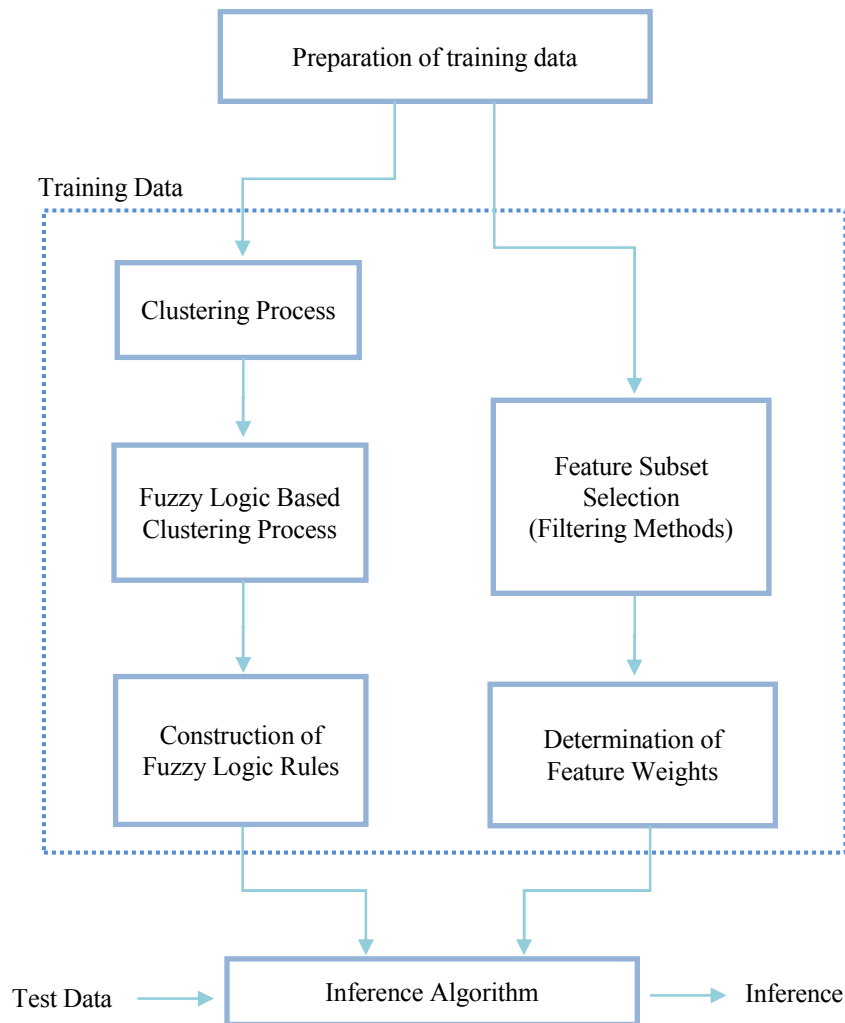 Preparation of training data
Training Data
Clustering Process
Fuzzy Logic Based
Clustering Process
Feature Subset
Selection
(Filtering Methods)
Construction of
Fuzzy Logic Rules
Determination of
Feature Weights
Test Data
Inference Algorithm
Inference